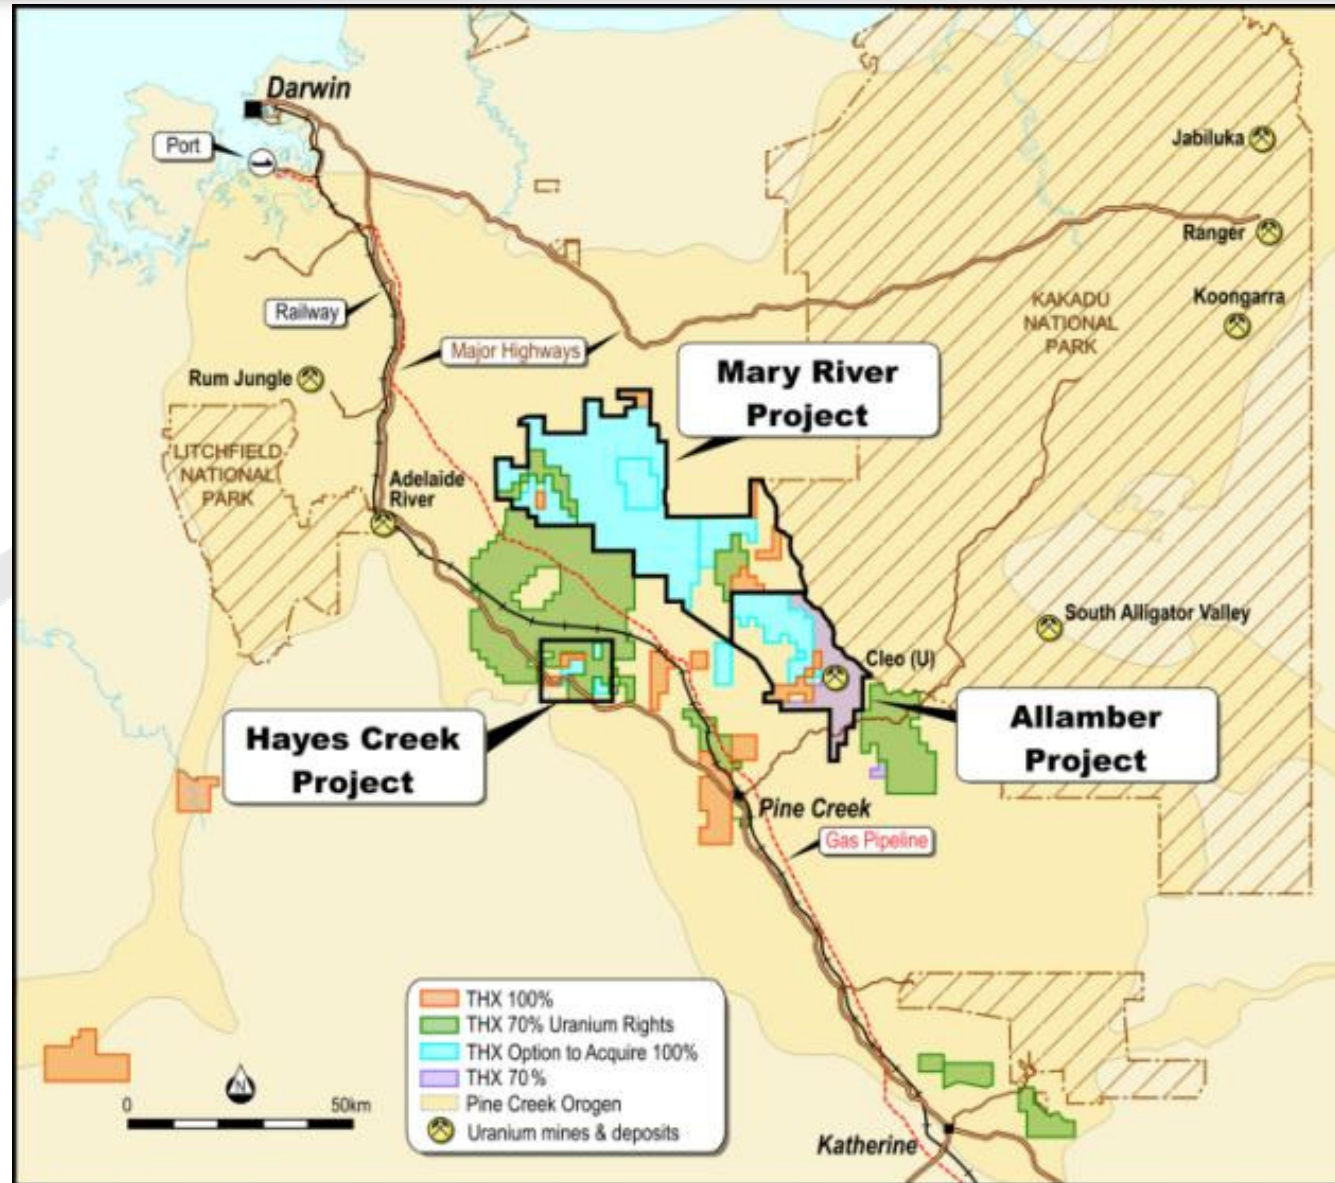 Darwin
Port
Jabiluka
Ranger
Koongarra
KAKADU
NATIONAL
PARK
Railway
Major Highways
Rum Jungle
Mary River
Project
LITCHFIELD
NATIONAL
PARK
Adelaide
River
South Alligator Valley
Cleo (U)
Hayes Creek
Project
Allamber
Project
Pine Creek
Gas Pipeline
THX 100%
THX 70% Uranium Rights
THX Option to Acquire 100%
THX 70%
Pine Creek Orogen
Uranium mines & deposits
N
0 50km
Katherine